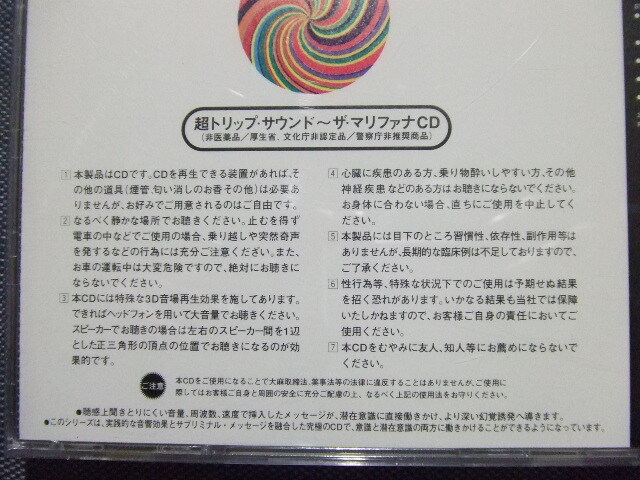 超トリップ・サウンド〜ザ・マリファナCD
(非医薬品/厚生省、文化庁非認定品/警察庁非推奨商品)
1 本製品はCDです。CDを再生できる装置があれば、そ
の他の道具(煙管、匂い消しのお香その他)は必要あ
りませんが、お好みでご用意されるのはご自由です。
2 なるべく静かな場所でお聴きください。止むを得ず
電車の中などでご使用の場合、乗り越しや突然奇声
を発するなどの行為には充分ご注意ください。また、
お車の運転中は大変危険ですので、絶対にお聴きに
ならないでください。
3 本CDには特殊な3D音場再生効果を施してあります。
できればヘッドフォンを用いて大音量でお聴きください。
スピーカーでお聴きの場合は左右のスピーカー間を1辺
とした正三角形の頂点の位置でお聴きになるのが効
果的です。
4 心臓に疾患のある方、乗り物酔いしやすい方、その他
神経疾患などのある方はお聴きにならないでください。
お身体に合わない場合、直ちにご使用を中止してく
ださい。
5 本製品には目下のところ習慣性、依存性、副作用等は
ありませんが、長期的な臨床例は不足しておりますので、
ご了承ください。
6 性行為等、特殊な状況下でのご使用は予期せぬ結果
を招く恐れがあります。いかなる結果も当社では保障
いたしかねますので、お客様ご自身の責任においてご
使用ください。
7 本CDをむやみに友人、知人等にお薦めにならないで
ください。
ご注意
本CDをご使用になることで大麻取締法、薬事法等の法律に違反することはありませんが、ご使用に
際してはお客様ご自身と周囲の安全に充分ご配慮の上、なるべく上記の使用法をお守りください。
●聴感上聞きとりにくい音量、周波数、速度で挿入したメッセージが、潜在意識に直接働きかけ、より深い幻覚誘発へ導きます。
●このシリーズは、実践的な音響効果とサブリミナル・メッセージを融合した究極のCDで、意識と潜在意識の両方に働きかけることができるようになっています。